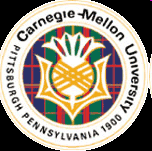 Carnegie-Mellon University
PITTSBURGH PENNSYLVANIA 1900